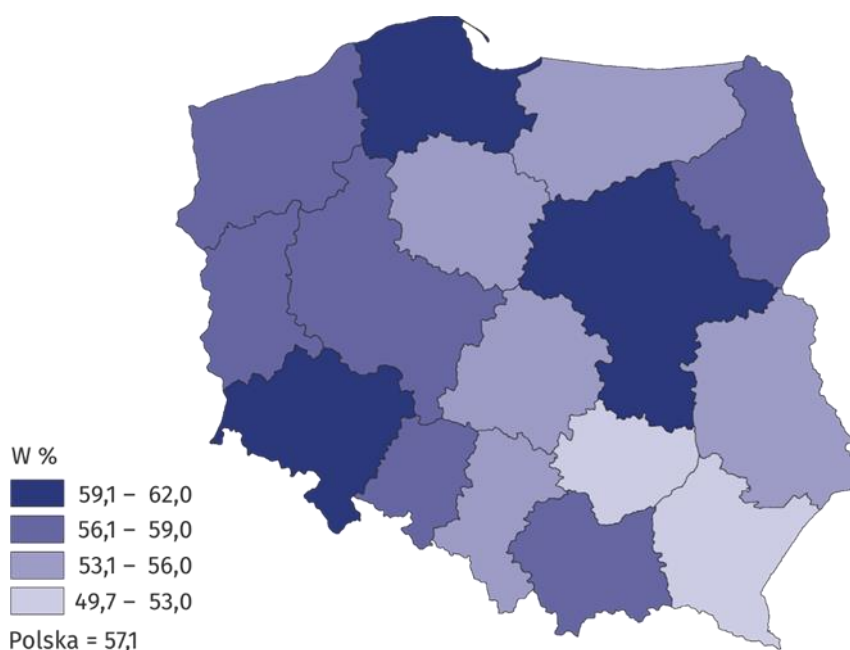 W %
59,1 – 62,0
56,1 – 59,0
53,1 – 56,0
49,7 – 53,0
Polska = 57,1